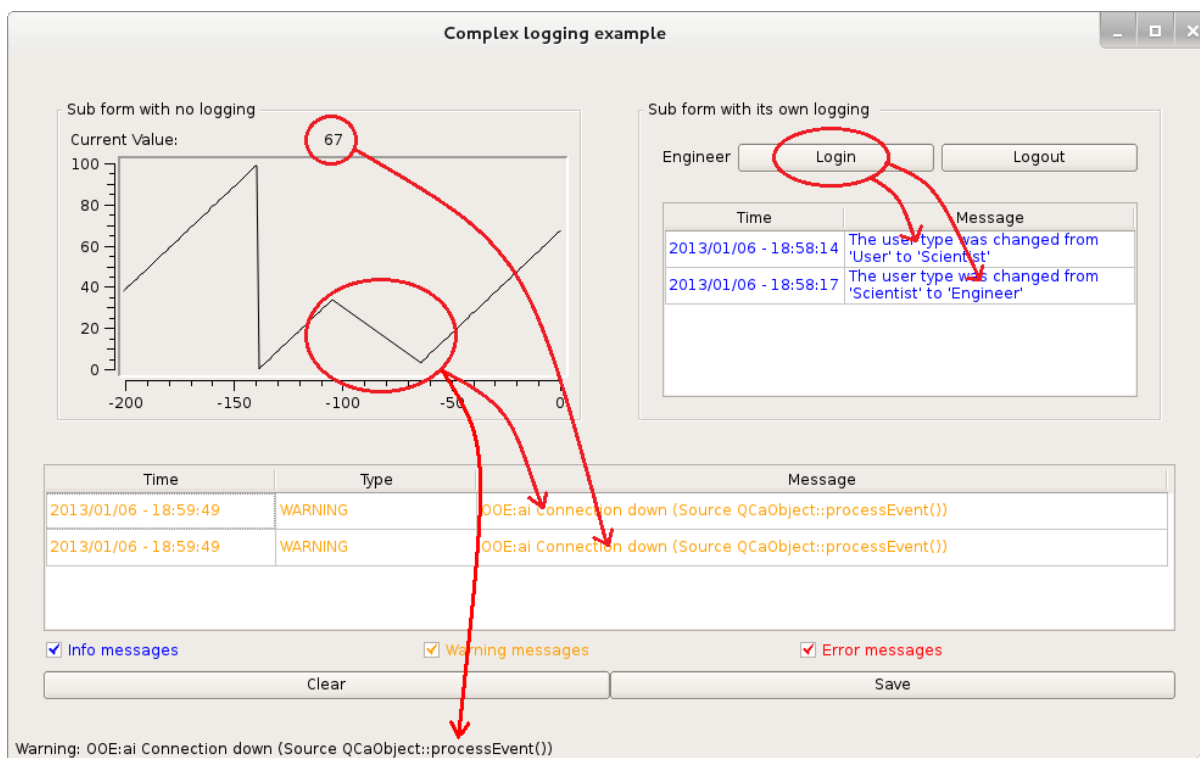 Complex logging example
Sub form with no logging
Current Value: 67
100
80
60
40
20
0
-200 -150 -100 -50 0
Sub form with its own logging
Engineer Login Logout
Time Message
2013/01/06 - 18:58:14 The user type was changed from
'User' to 'Scientist'
2013/01/06 - 18:58:17 The user type was changed from
'Scientist' to 'Engineer'
Time Type Message
2013/01/06 - 18:59:49 WARNING OOE:ai Connection down (Source QCaObject::processEvent())
2013/01/06 - 18:59:49 WARNING OOE:ai Connection down (Source QCaObject::processEvent())
Info messages Warning messages Error messages
Clear Save
Warning: OOE:ai Connection down (Source QCaObject::processEvent())